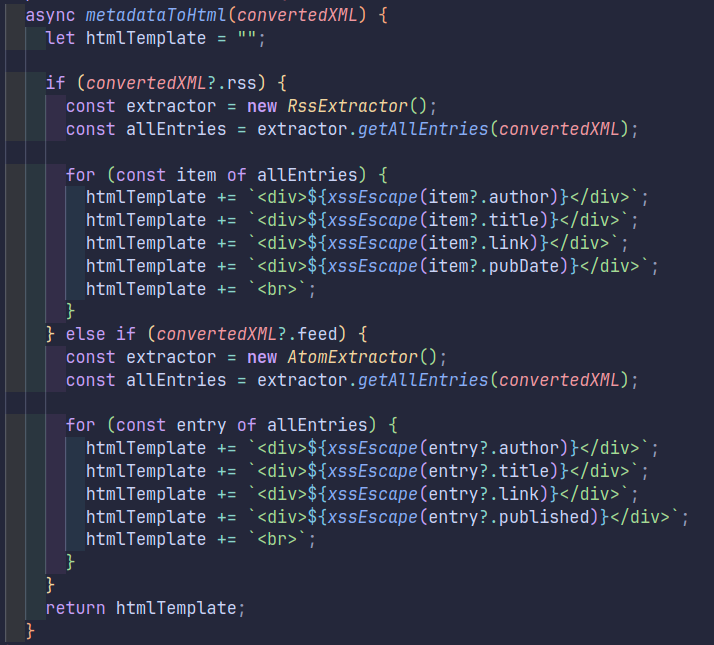 async metadataToHtml(convertedXML) {
let htmlTemplate = "";
if (convertedXML?.rss) {
const extractor = new RssExtractor();
const allEntries = extractor.getAllEntries(convertedXML);
for (const item of allEntries) {
htmlTemplate += `<div>${xssEscape(item?.author)}</div>`;
htmlTemplate += `<div>${xssEscape(item?.title)}</div>`;
htmlTemplate += `<div>${xssEscape(item?.link)}</div>`;
htmlTemplate += `<div>${xssEscape(item?.pubDate)}</div>`;
htmlTemplate += `<br>`;
}
} else if (convertedXML?.feed) {
const extractor = new AtomExtractor();
const allEntries = extractor.getAllEntries(convertedXML);
for (const entry of allEntries) {
htmlTemplate += `<div>${xssEscape(entry?.author)}</div>`;
htmlTemplate += `<div>${xssEscape(entry?.title)}</div>`;
htmlTemplate += `<div>${xssEscape(entry?.link)}</div>`;
htmlTemplate += `<div>${xssEscape(entry?.published)}</div>`;
htmlTemplate += `<br>`;
}
}
return htmlTemplate;
}